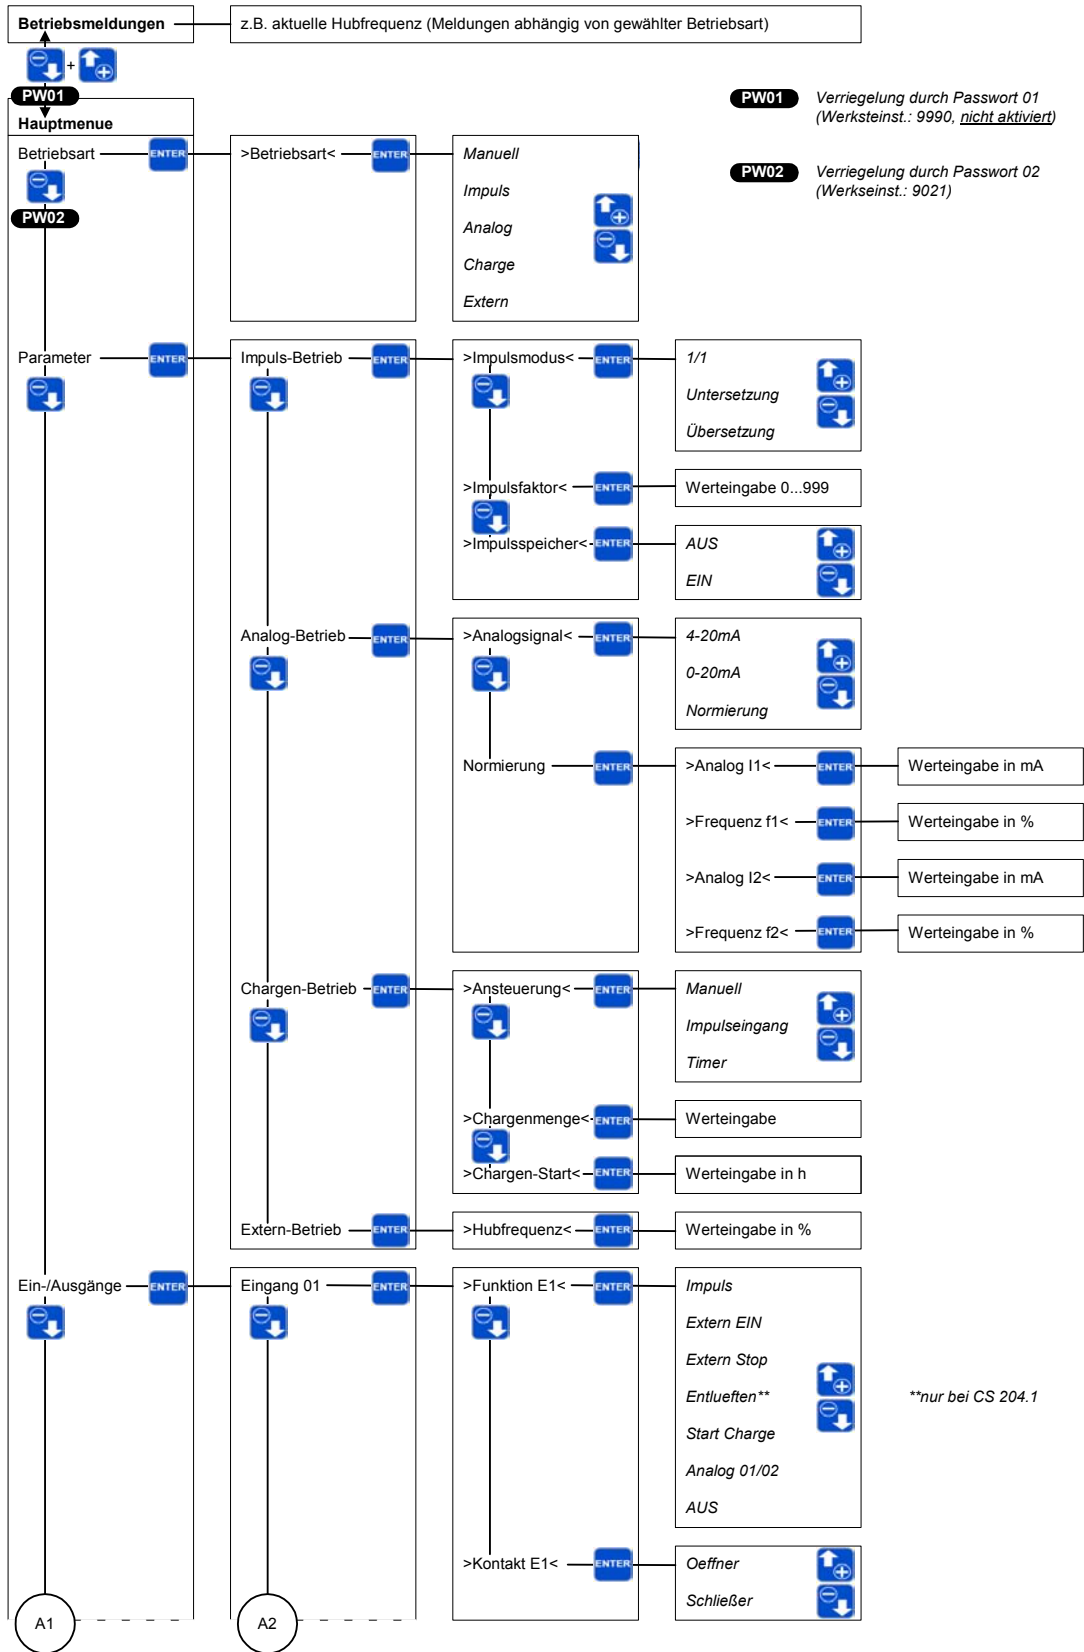 Betriebsmeldungen
z.B. aktuelle Hubfrequenz (Meldungen abhängig von gewählter Betriebsart)
+
PW01
Hauptmenue
PW01 Verriegelung durch Passwort 01
(Werksteinst.: 9990, nicht aktiviert)
PW02 Verriegelung durch Passwort 02
(Werkseinst.: 9021)
Betriebsart ENTER >Betriebsart< ENTER Manuell
Impuls
Analog
Charge
Extern
PW02
Parameter ENTER Impuls-Betrieb ENTER >Impulsmodus< ENTER 1/1
Untersetzung
Übersetzung
>Impulsfaktor< ENTER Werteingabe 0...999
>Impulsspeicher< ENTER AUS
EIN
Analog-Betrieb ENTER >Analogsignal< ENTER 4-20mA
0-20mA
Normierung
Normierung ENTER >Analog I1< ENTER Werteingabe in mA
>Frequenz f1< ENTER Werteingabe in %
>Analog I2< ENTER Werteingabe in mA
>Frequenz f2< ENTER Werteingabe in %
Chargen-Betrieb ENTER >Ansteuerung< ENTER Manuell
Impulseingang
Timer
>Chargenmenge< ENTER Werteingabe
>Chargen-Start< ENTER Werteingabe in h
Extern-Betrieb ENTER >Hubfrequenz< ENTER Werteingabe in %
Ein-/Ausgänge ENTER Eingang 01 ENTER >Funktion E1< ENTER Impuls
Extern EIN
Extern Stop
Entlueften** **nur bei CS 204.1
Start Charge
Analog 01/02
AUS
>Kontakt E1< ENTER Oeffner
Schließer
A1 A2